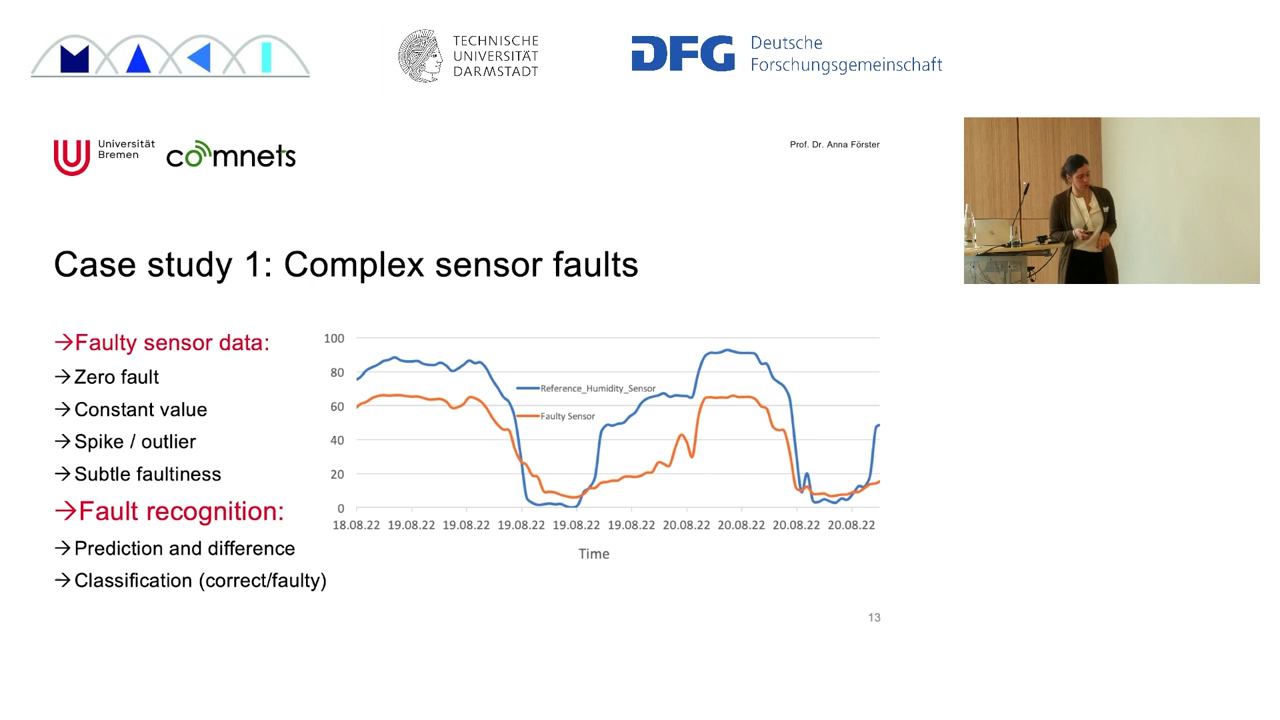 MAKI
TECHNISCHE
UNIVERSITÄT
DARMSTADT
DFG
Deutsche
Forschungsgemeinschaft
Universität
Bremen
comnets
Prof. Dr. Anna Förster
Case study 1: Complex sensor faults
→Faulty sensor data:
→Zero fault
→Constant value
→Spike / outlier
→Subtle faultiness
→Fault recognition:
→Prediction and difference
→Classification (correct/faulty)
100
80
60
40
20
0
Reference_Humidity_Sensor
Faulty Sensor
18.08.22 19.08.22 19.08.22 19.08.22 19.08.22 19.08.22 20.08.22 20.08.22 20.08.22 20.08.22
Time
13